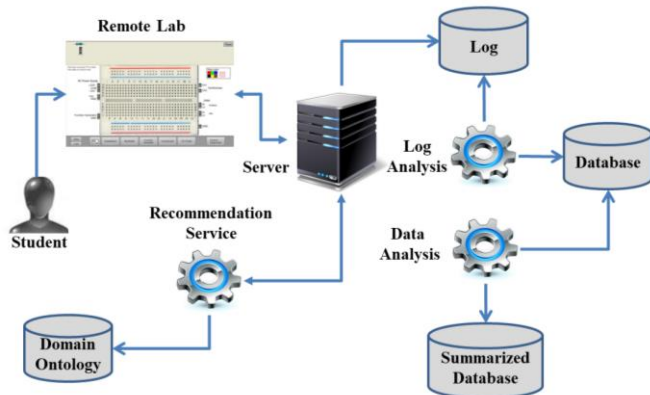 Remote Lab
Log
Server
Log
Analysis
Database
Student
Recommendation
Service
Data
Analysis
Domain
Ontology
Summarized
Database